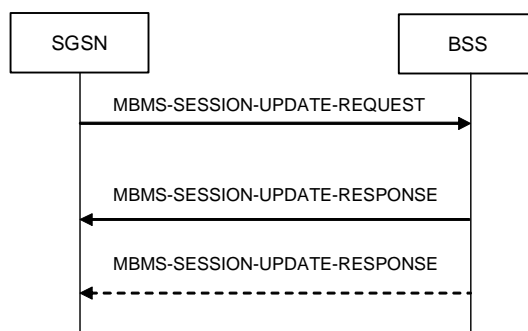 SGSN
BSS
MBMS-SESSION-UPDATE-REQUEST
MBMS-SESSION-UPDATE-RESPONSE
MBMS-SESSION-UPDATE-RESPONSE